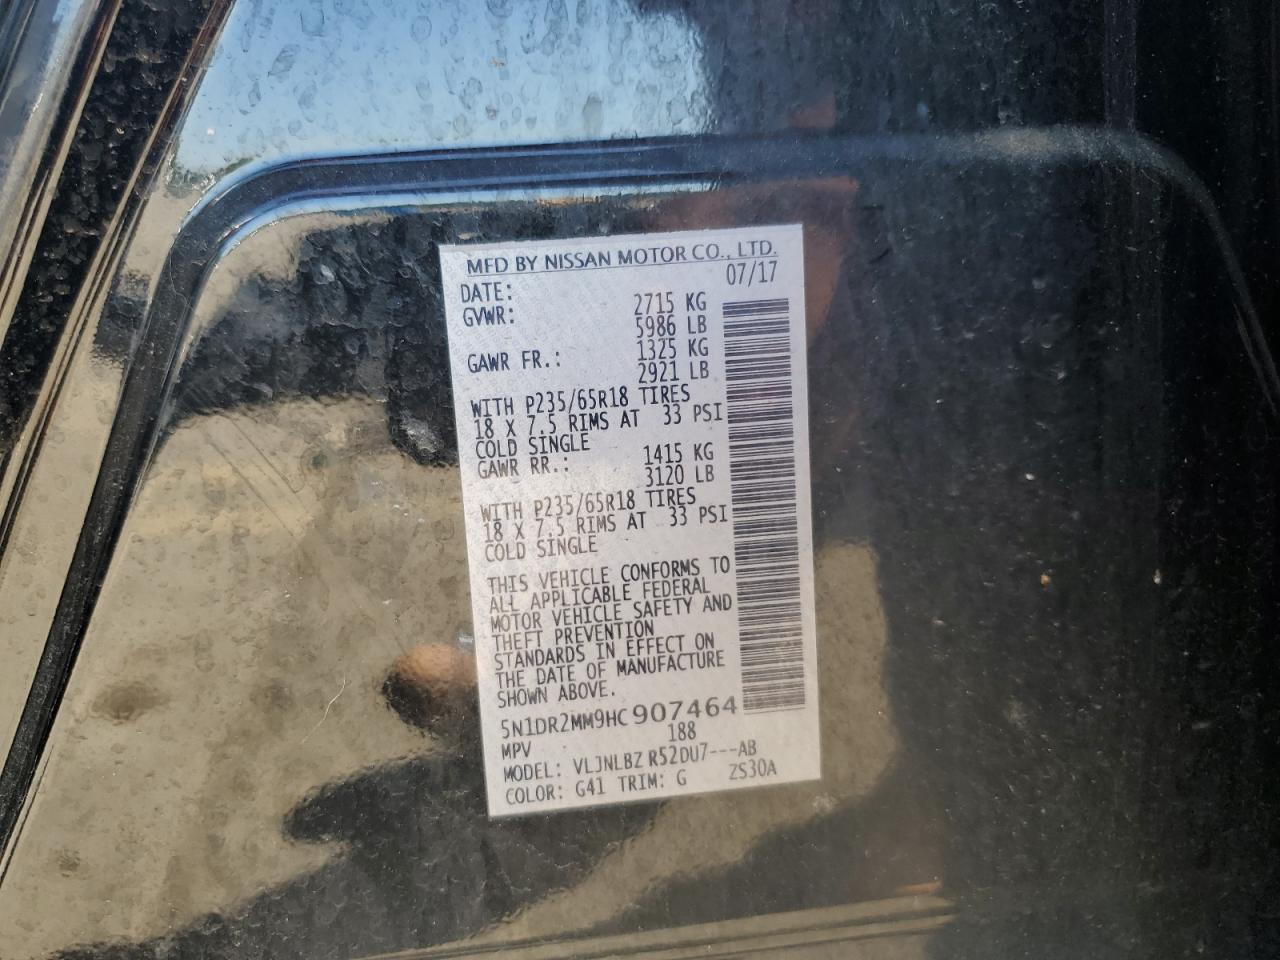 MFD BY NISSAN MOTOR CO., LTD.
DATE: 07/17
GVWR: 2715 KG
5986 LB
GAWR FR.: 1325 KG
2921 LB
WITH P235/65R18 TIRES
18 X 7.5 RIMS AT 33 PSI
COLD SINGLE
GAWR RR.: 1415 KG
3120 LB
WITH P235/65R18 TIRES
18 X 7.5 RIMS AT 33 PSI
COLD SINGLE
THIS VEHICLE CONFORMS TO
ALL APPLICABLE FEDERAL
MOTOR VEHICLE SAFETY AND
THEFT PREVENTION
STANDARDS IN EFFECT ON
THE DATE OF MANUFACTURE
SHOWN ABOVE.
5N1DR2MM9HC907464
MPV 188
MODEL: VLJNLBZ R52DU7---AB
COLOR: G41 TRIM: G ZS30A